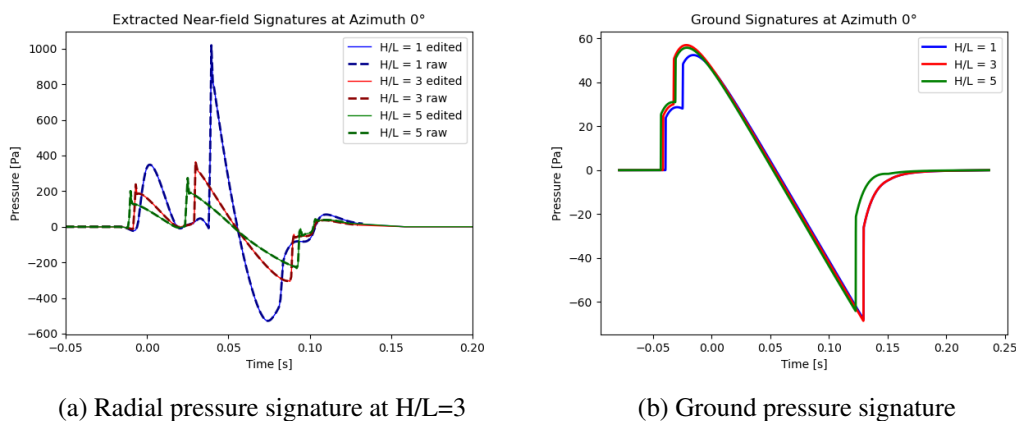 Extracted Near-field Signatures at Azimuth 0°
Pressure [Pa]
1000
800
600
400
200
0
−200
−400
−600
H/L = 1 edited
H/L = 1 raw
H/L = 3 edited
H/L = 3 raw
H/L = 5 edited
H/L = 5 raw
−0.05 0.00 0.05 0.10 0.15 0.20
Time [s]
(a) Radial pressure signature at H/L=3
Ground Signatures at Azimuth 0°
Pressure [Pa]
60
40
20
0
−20
−40
−60
H/L = 1
H/L = 3
H/L = 5
−0.05 0.00 0.05 0.10 0.15 0.20 0.25
Time [s]
(b) Ground pressure signature